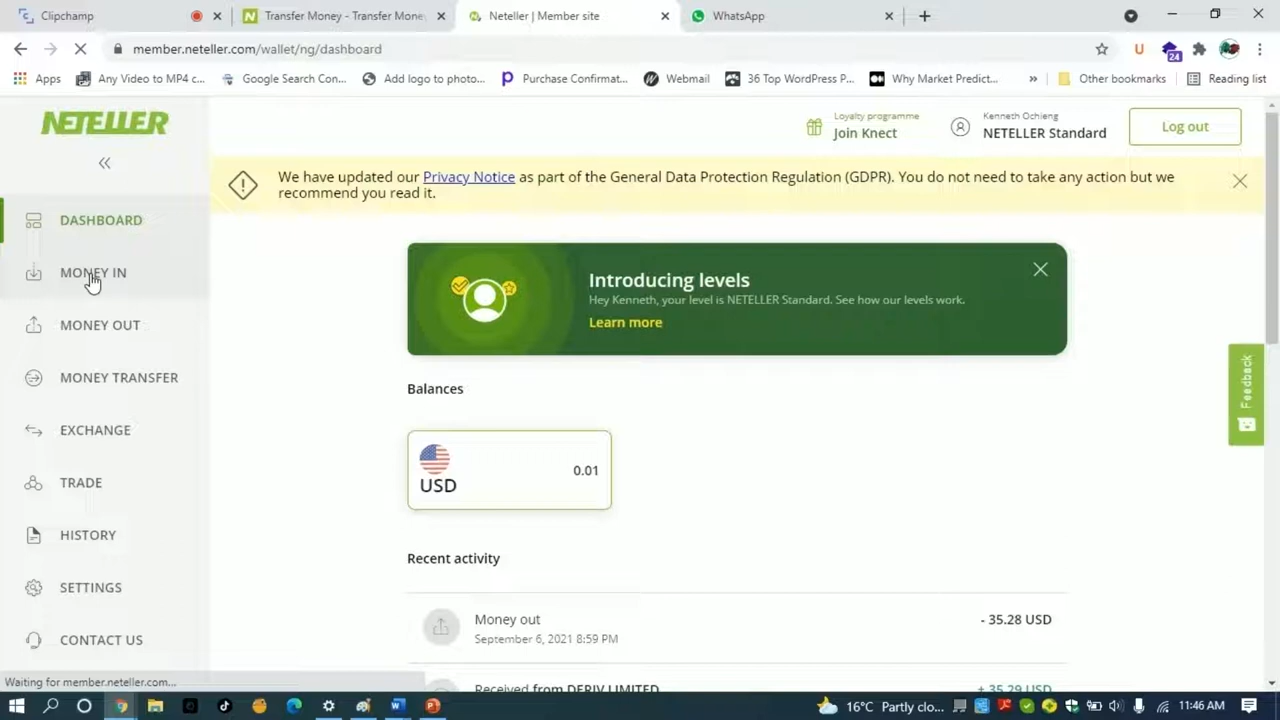 Clipchamp
Transfer Money - Transfer Mone
Neteller | Member site
WhatsApp
member.neteller.com/wallet/ng/dashboard
24
Apps
Any Video to MP4 c...
Google Search Con...
Add logo to photo...
Purchase Confirmat...
Webmail
36 Top WordPress P...
Why Market Predict...
»
Other bookmarks
Reading list
NETELLER
Loyalty programme
Join Knect
Kenneth Ochieng
NETELLER Standard
Log out
We have updated our Privacy Notice as part of the General Data Protection Regulation (GDPR). You do not need to take any action but we
recommend you read it.
DASHBOARD
MONEY IN
MONEY OUT
MONEY TRANSFER
EXCHANGE
TRADE
HISTORY
SETTINGS
CONTACT US
Introducing levels
Hey Kenneth, your level is NETELLER Standard. See how our levels work.
Learn more
Balances
USD
0.01
Feedback
Recent activity
Money out
- 35.28 USD
September 6, 2021 8:59 PM
Received from DERIV LIMITED
+ 35.29 USD
Waiting for member.neteller.com...
16°C Partly clo...
11:46 AM